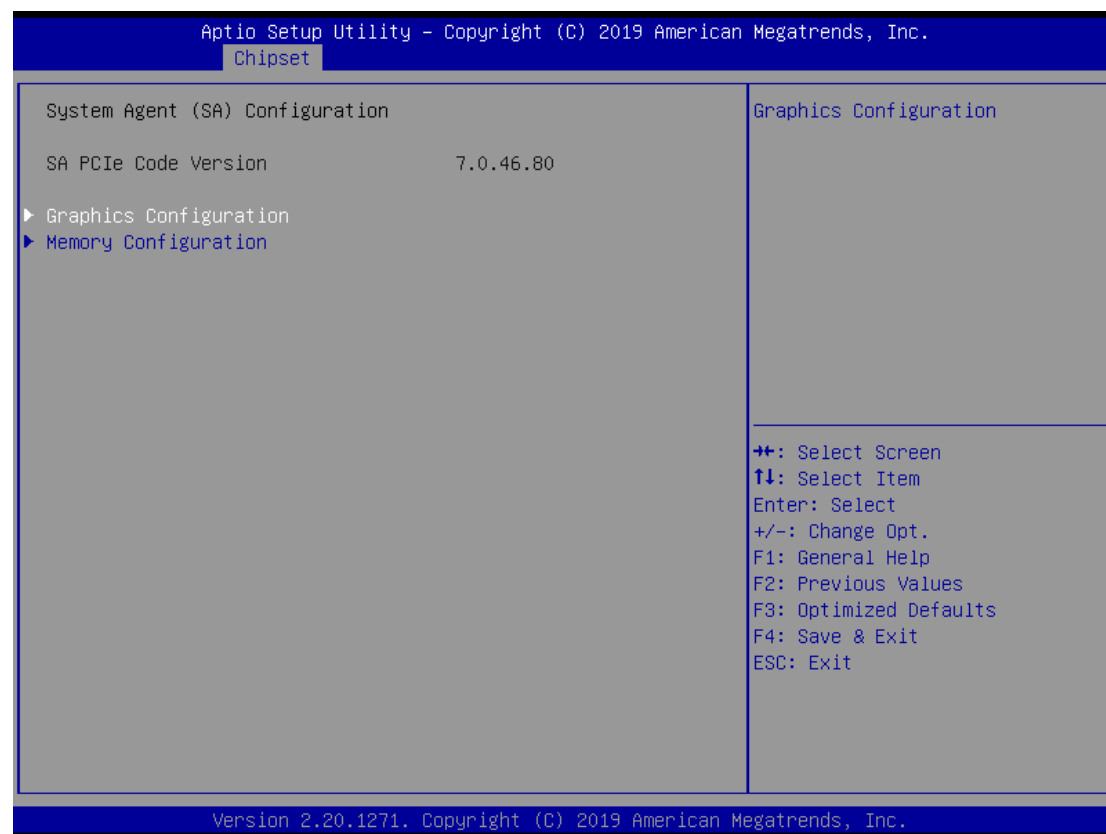 Aptio Setup Utility – Copyright (C) 2019 American Megatrends, Inc.
Chipset
System Agent (SA) Configuration
SA PCIe Code Version 7.0.46.80
Graphics Configuration
Memory Configuration
Graphics Configuration
→←: Select Screen
↑↓: Select Item
Enter: Select
+/-: Change Opt.
F1: General Help
F2: Previous Values
F3: Optimized Defaults
F4: Save & Exit
ESC: Exit
Version 2.20.1271. Copyright (C) 2019 American Megatrends, Inc.